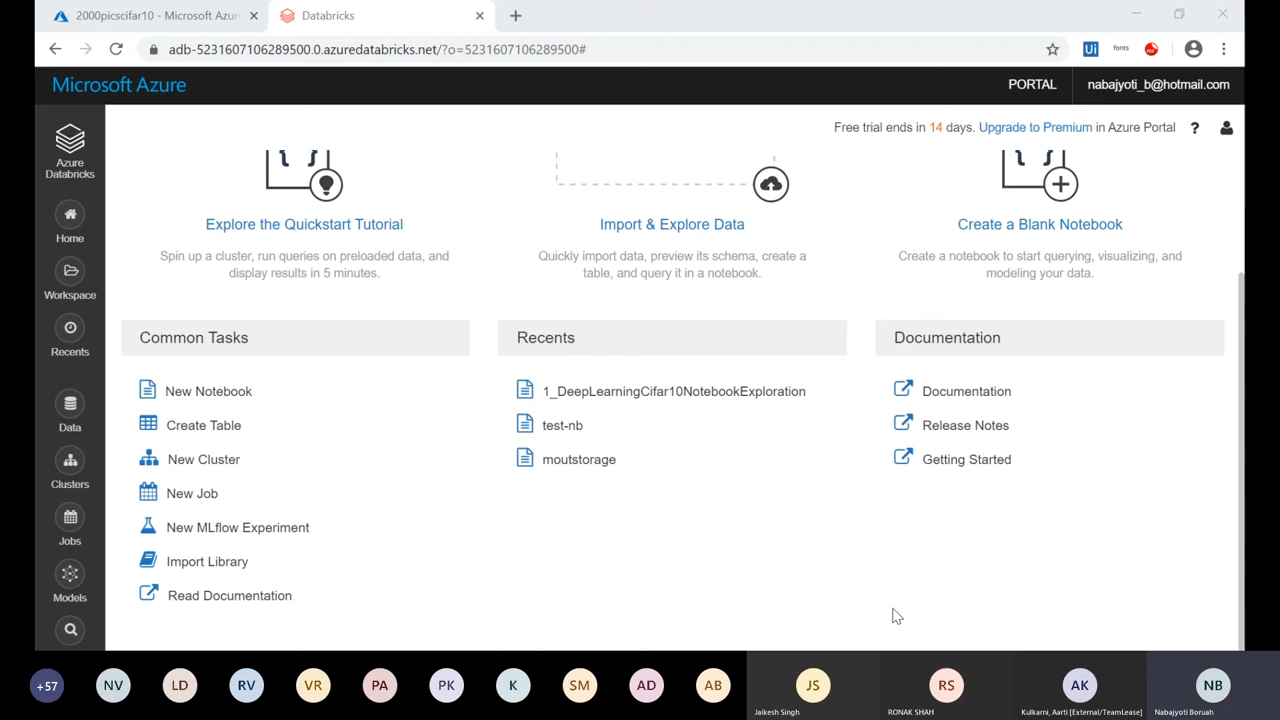 2000picscifar10 - Microsoft Azur
Databricks
adb-5231607106289500.0.azuredatabricks.net/?o=5231607106289500#
Ui
fonts
Microsoft Azure
PORTAL
nabajyoti_b@hotmail.com
Free trial ends in 14 days. Upgrade to Premium in Azure Portal
?
Azure
Databricks
Home
Workspace
Recents
Data
Clusters
Jobs
Models
Explore the Quickstart Tutorial
Spin up a cluster, run queries on preloaded data, and
display results in 5 minutes.
Import & Explore Data
Quickly import data, preview its schema, create a
table, and query it in a notebook.
Create a Blank Notebook
Create a notebook to start querying, visualizing, and
modeling your data.
Common Tasks
New Notebook
Create Table
New Cluster
New Job
New MLflow Experiment
Import Library
Read Documentation
Recents
1_DeepLearningCifar10NotebookExploration
test-nb
moutstorage
Documentation
Documentation
Release Notes
Getting Started
+57
NV
LD
RV
VR
PA
PK
K
SM
AD
AB
JS
Jaikesh Singh
RS
RONAK SHAH
AK
Kulkarni, Aarti [External/TeamLease]
NB
Nabajyoti Boruah